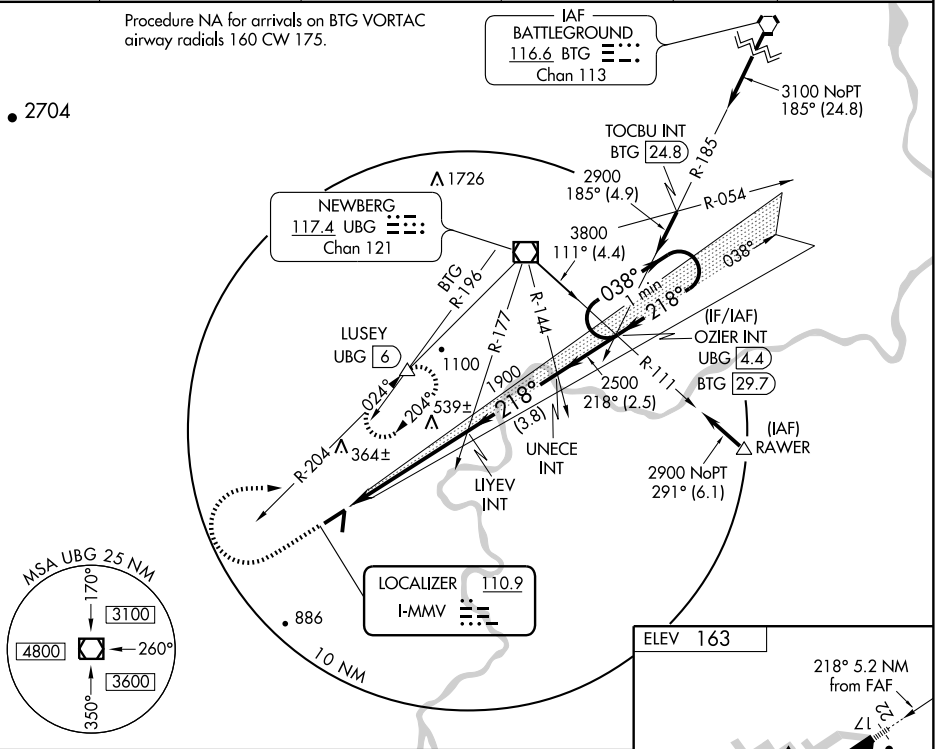 Procedure NA for arrivals on BTG VORTAC
airway radials 160 CW 175.
IAF
BATTLEGROUND
116.6 BTG
Chan 113
3100 NoPT
185° (24.8)
2704
TOCBU INT
BTG 24.8
R-185
1726
2900
185° (4.9)
R-054
NEWBERG
117.4 UBG
Chan 121
3800
111° (4.4)
038°
038°
1 min
218°
BTG
R-196
R-177
R-144
(IF/IAF)
OZIER INT
UBG 4.4
BTG 29.7
LUSEY
UBG 6
1100
1900
2500
218° (2.5)
R-111
024°
204°
539±
218°
(3.8)
UNECE
INT
(IAF)
RAWER
R-204
364±
LIYEV
INT
2900 NoPT
291° (6.1)
MSA UBG 25 NM
170°
3100
4800
260°
3600
350°
LOCALIZER 110.9
I-MMV
886
10 NM
ELEV 163
218° 5.2 NM
from FAF
17
22